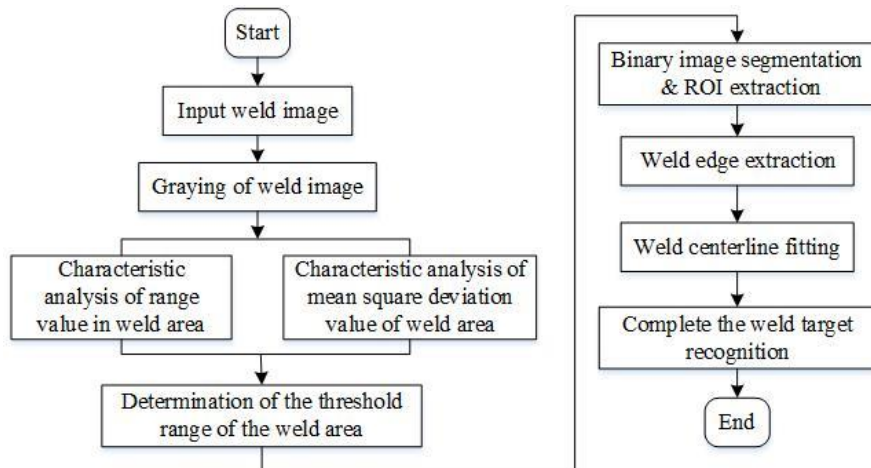 Start
Input weld image
Graying of weld image
Characteristic
analysis of range
value in weld area
Characteristic analysis of
mean square deviation
value of weld area
Determination of the threshold
range of the weld area
Binary image segmentation
& ROI extraction
Weld edge extraction
Weld centerline fitting
Complete the weld target
recognition
End